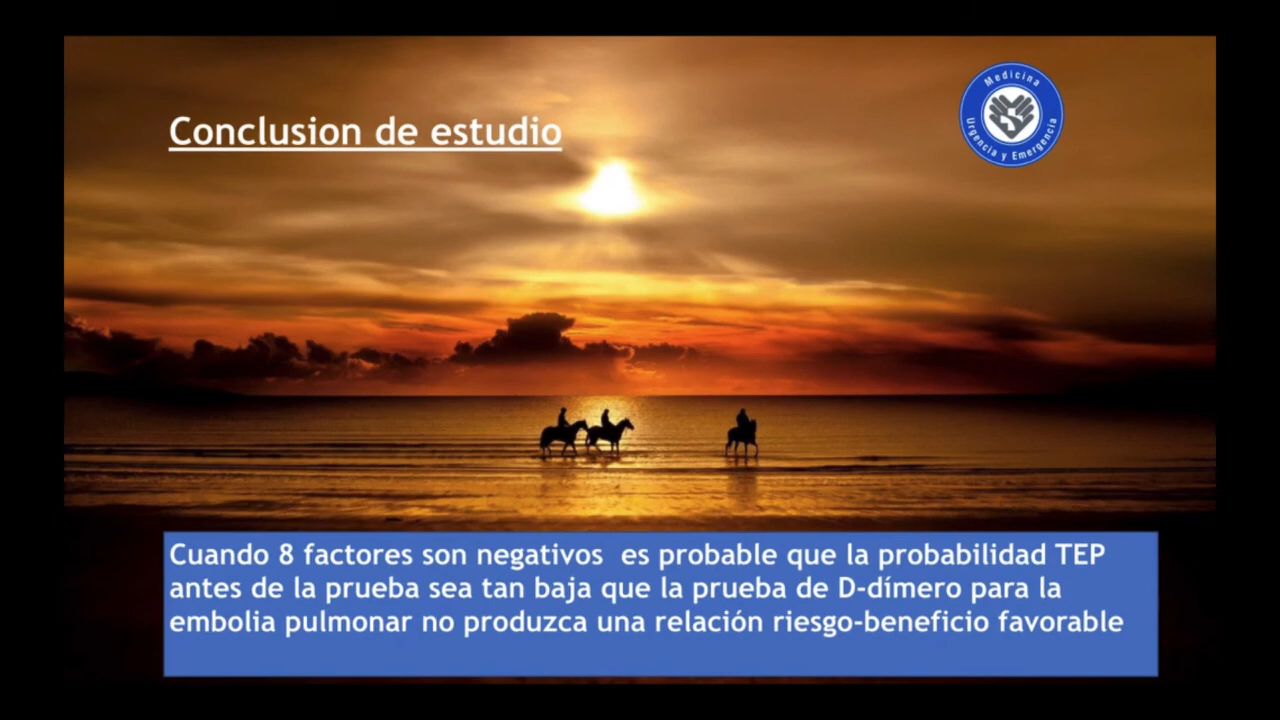 Medicina
Urgencia y Emergencia
Conclusion de estudio
Cuando 8 factores son negativos  es probable que la probabilidad TEP
antes de la prueba sea tan baja que la prueba de D-dímero para la
embolia pulmonar no produzca una relación riesgo-beneficio favorable